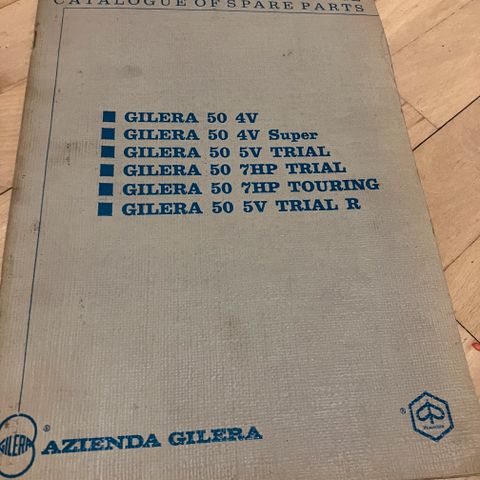 CATALOGUE OF SPARE PARTS
GILERA 50 4V
GILERA 50 4V Super
GILERA 50 5V TRIAL
GILERA 50 7HP TRIAL
GILERA 50 7HP TOURING
GILERA 50 5V TRIAL R
GILERA ®
AZIENDA GILERA
®